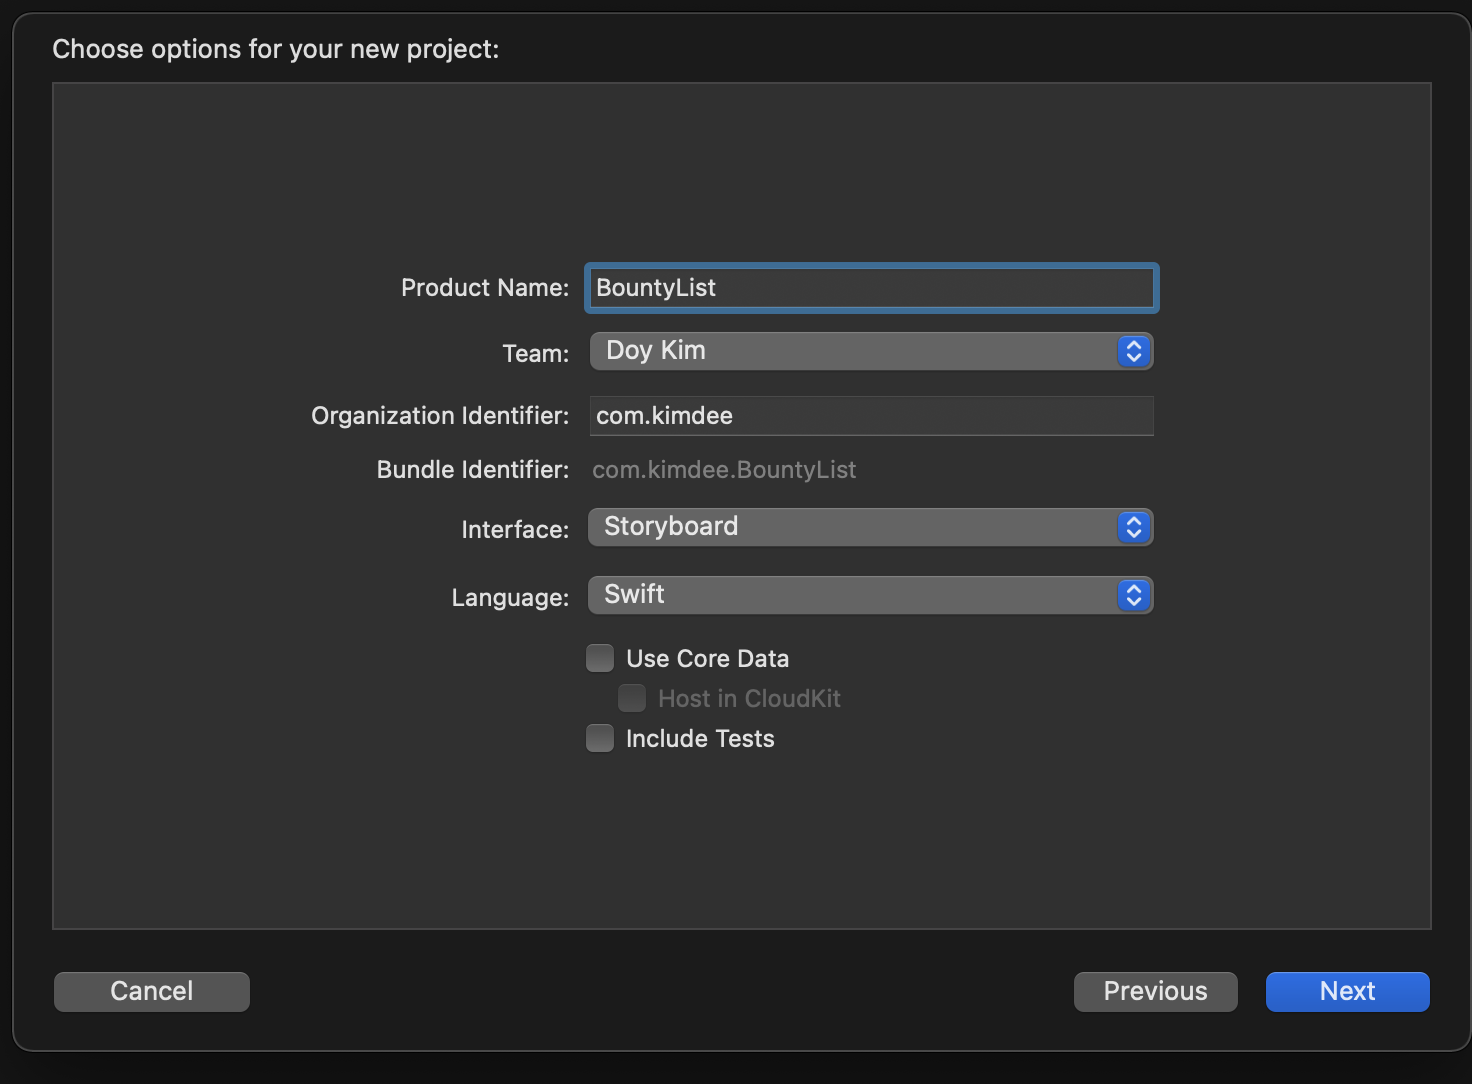 Choose options for your new project:
Product Name: BountyList
Team: Doy Kim
Organization Identifier: com.kimdee
Bundle Identifier: com.kimdee.BountyList
Interface: Storyboard
Language: Swift
Use Core Data
Host in CloudKit
Include Tests
Cancel Previous Next